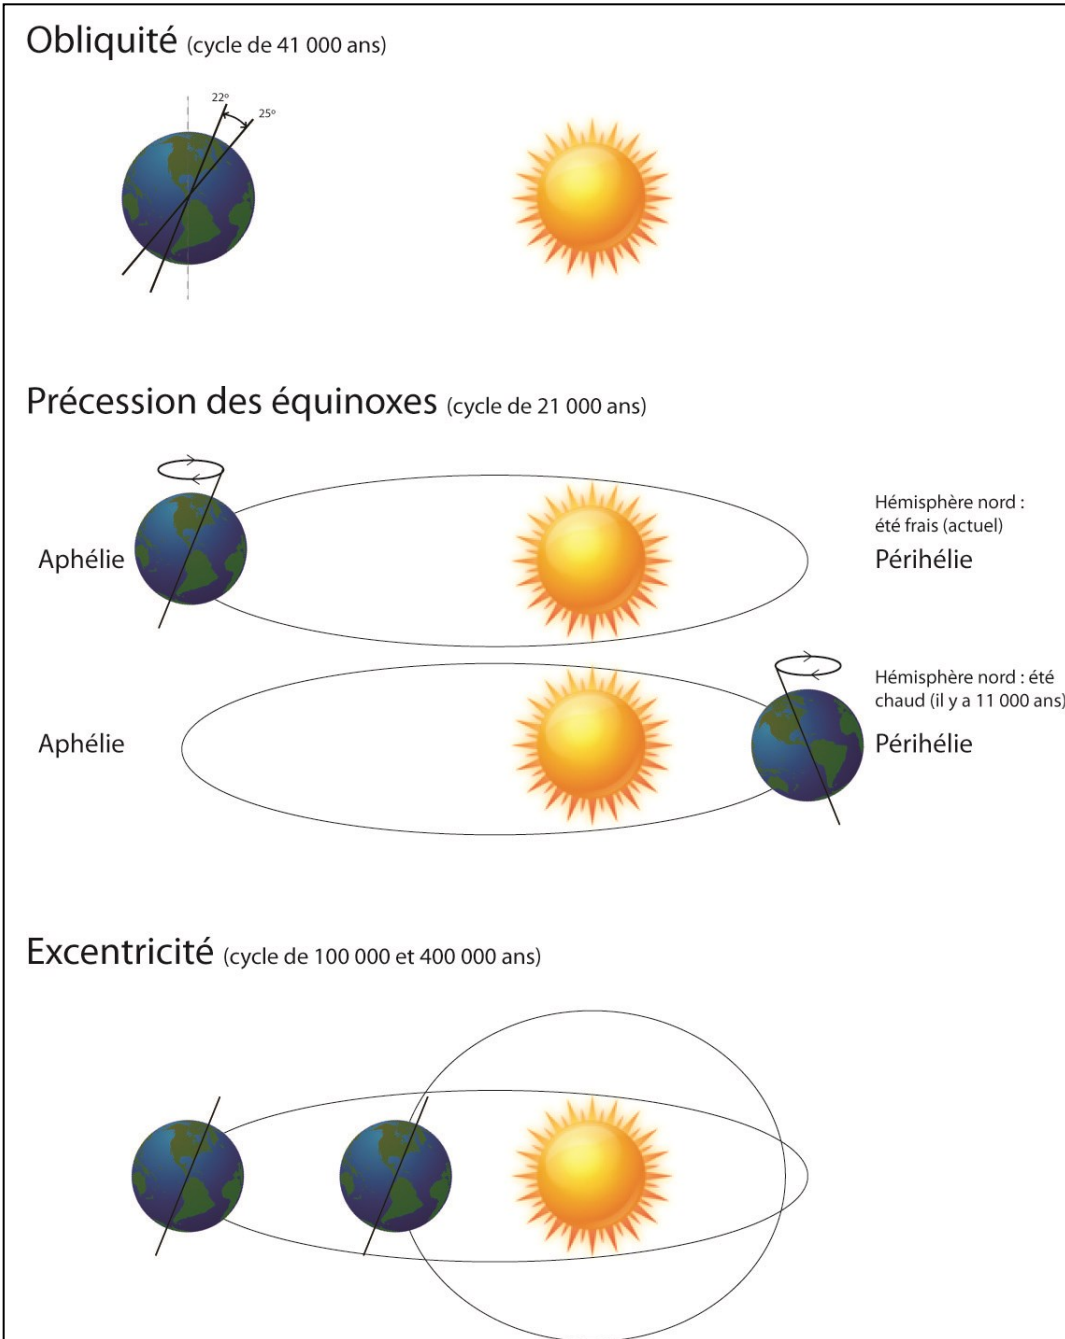 Obliquité (cycle de 41 000 ans)
22º
25º
Précession des équinoxes (cycle de 21 000 ans)
Hémisphère nord :
été frais (actuel)
Aphélie
Périhélie
Hémisphère nord : été
chaud (il y a 11 000 ans)
Aphélie
Périhélie
Excentricité (cycle de 100 000 et 400 000 ans)